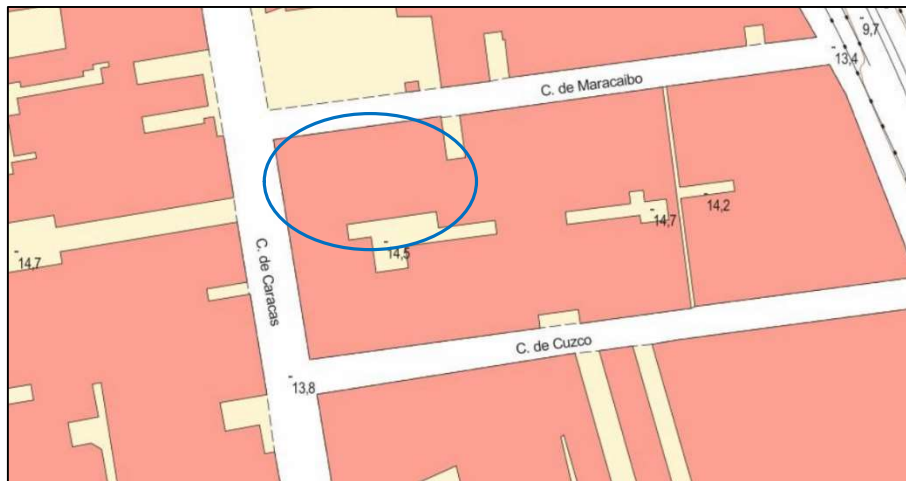 9,7
13,4
C. de Maracaibo
14,7
14,2
14,5
14,7
C. de Caracas
C. de Cuzco
13,8